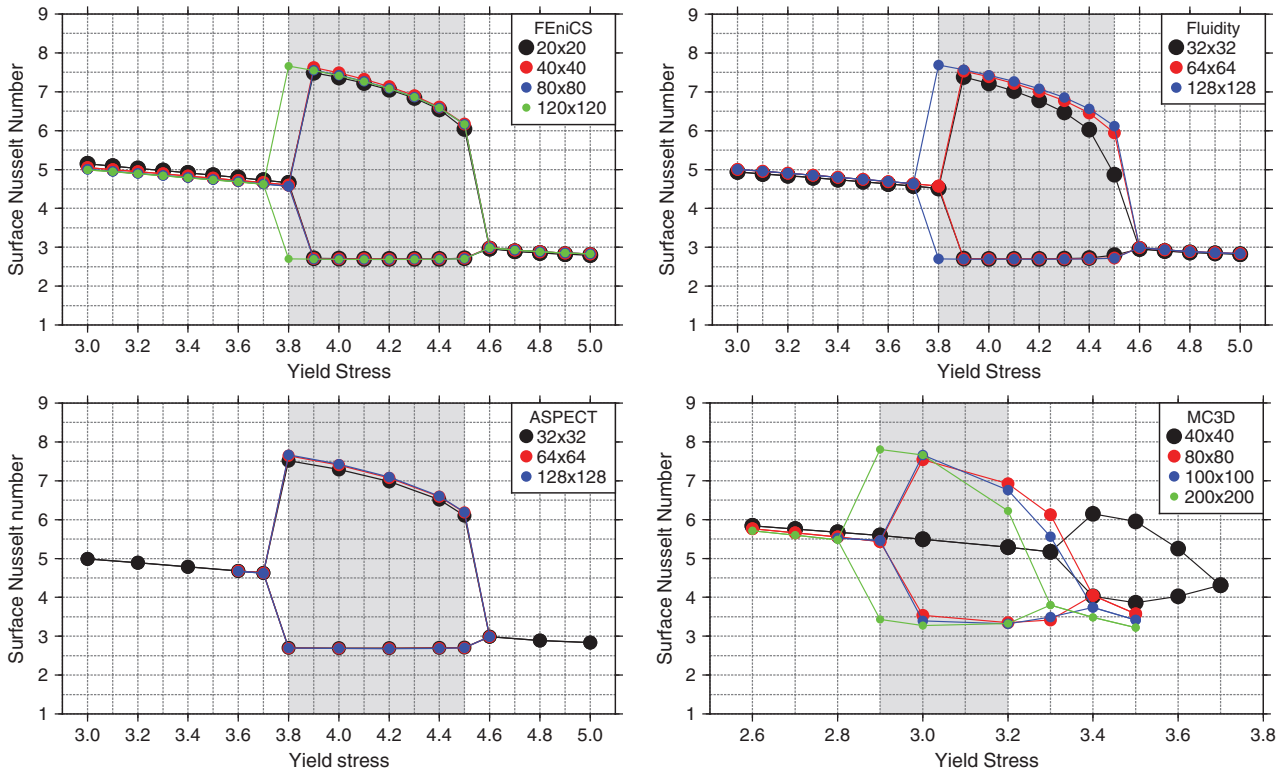 FEniCS
20x20
40x40
80x80
120x120
Surface Nusselt Number
9
8
7
6
5
4
3
2
1
3.0 3.2 3.4 3.6 3.8 4.0 4.2 4.4 4.6 4.8 5.0
Yield Stress
Fluidity
32x32
64x64
128x128
Surface Nusselt Number
9
8
7
6
5
4
3
2
1
3.0 3.2 3.4 3.6 3.8 4.0 4.2 4.4 4.6 4.8 5.0
Yield Stress
ASPECT
32x32
64x64
128x128
Surface Nusselt number
9
8
7
6
5
4
3
2
1
3.0 3.2 3.4 3.6 3.8 4.0 4.2 4.4 4.6 4.8 5.0
Yield stress
MC3D
40x40
80x80
100x100
200x200
Surface Nusselt Number
9
8
7
6
5
4
3
2
1
2.6 2.8 3.0 3.2 3.4 3.6 3.8
Yield Stress